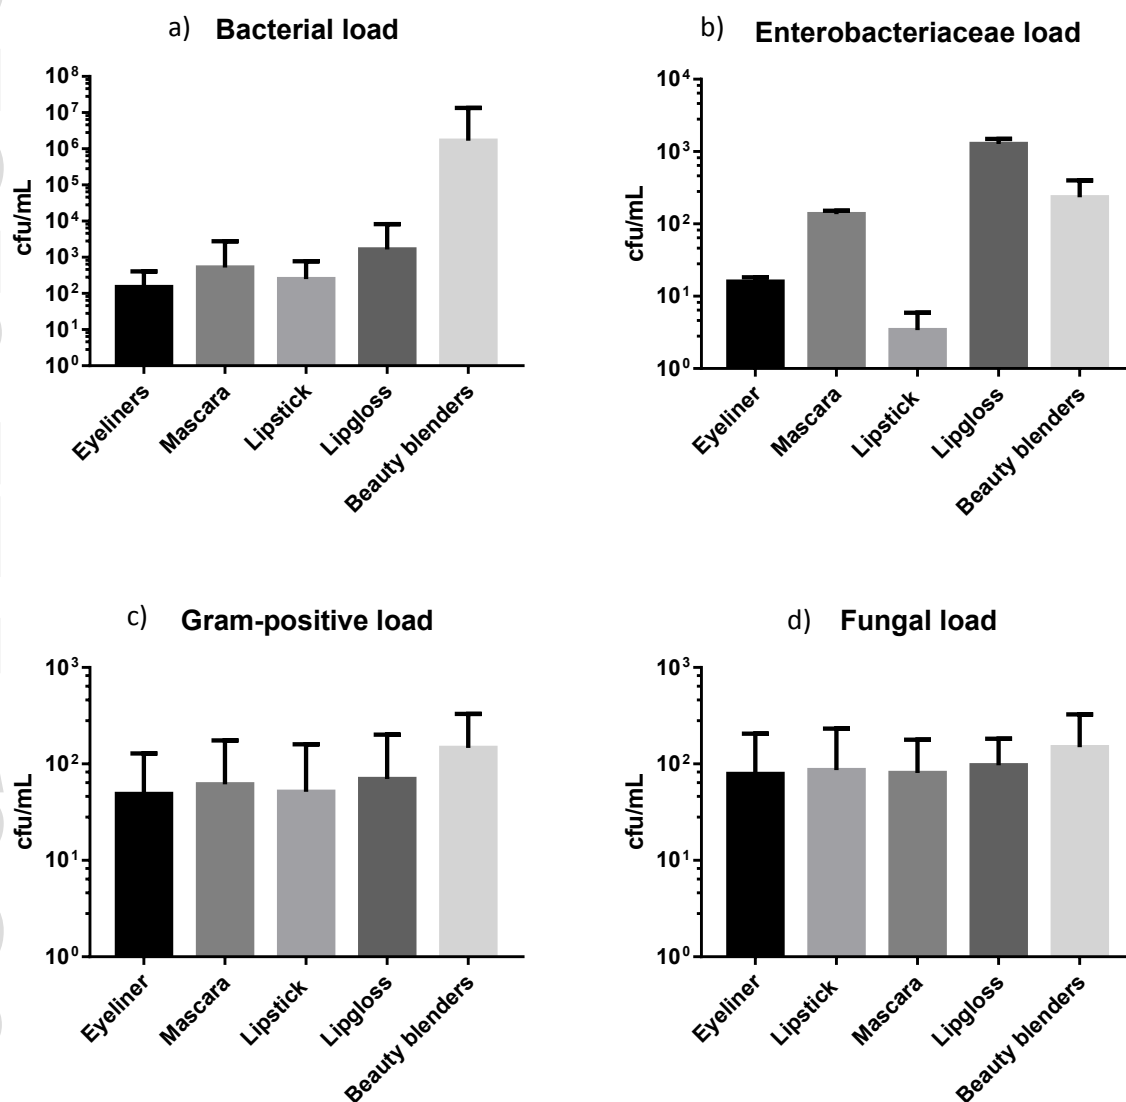 a) Bacterial load
10⁸
10⁷
10⁶
10⁵
10⁴
10³
10²
10¹
10⁰
cfu/mL
Eyeliners
Mascara
Lipstick
Lipgloss
Beauty blenders
b) Enterobacteriaceae load
10⁴
10³
10²
10¹
10⁰
cfu/mL
Eyeliner
Mascara
Lipstick
Lipgloss
Beauty blenders
c) Gram-positive load
10³
10²
10¹
10⁰
cfu/mL
Eyeliner
Mascara
Lipstick
Lipgloss
Beauty blenders
d) Fungal load
10³
10²
10¹
10⁰
cfu/mL
Eyeliner
Lipstick
Mascara
Lipgloss
Beauty blenders